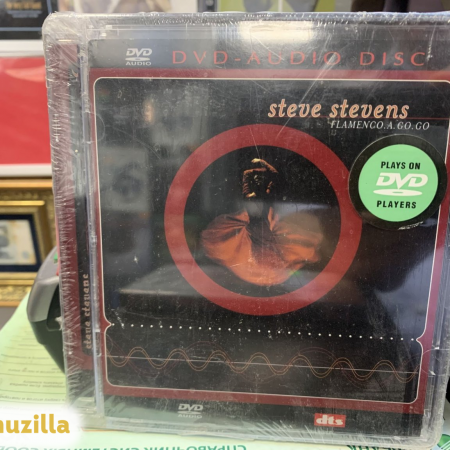 DVD
AUDIO
DVD-AUDIO DISC
steve stevens
FLAMENCO.A.GO.GO
PLAYS ON
DVD
PLAYERS
steve stevens
DVD
dts
uzilla
СПРАВОЧНИК